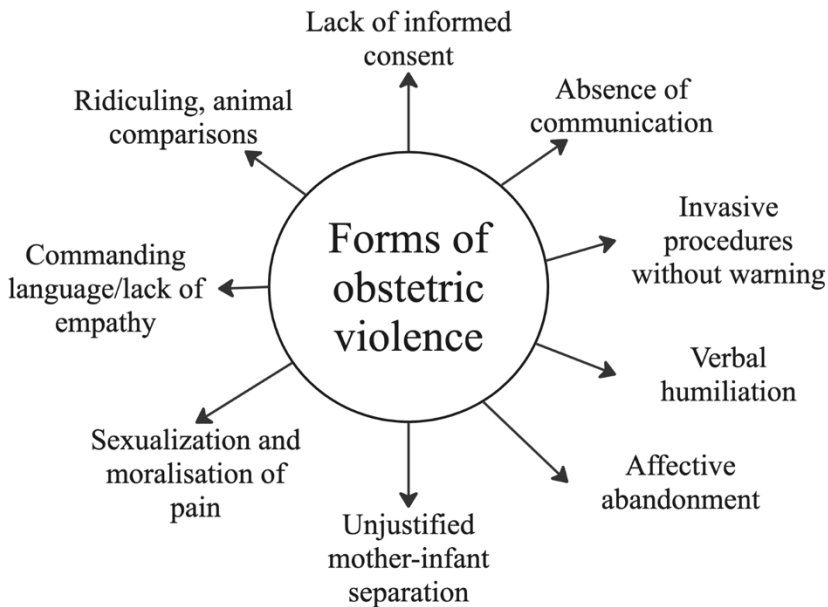 Lack of informed
consent
Ridiculing, animal
comparisons
Absence of
communication
Forms of
obstetric
violence
Invasive
procedures
without warning
Commanding
language/lack of
empathy
Verbal
humiliation
Sexualization and
moralisation of
pain
Affective
abandonment
Unjustified
mother-infant
separation